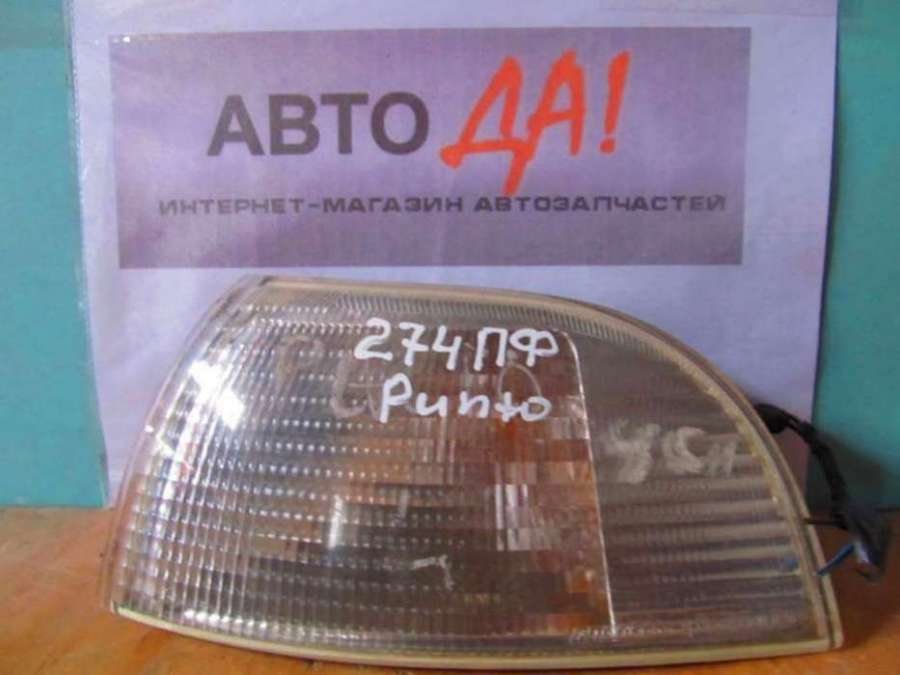 АВТО ДА!
ИНТЕРНЕТ-МАГАЗИН АВТОЗАПЧАСТЕЙ
274ПФ
Punto